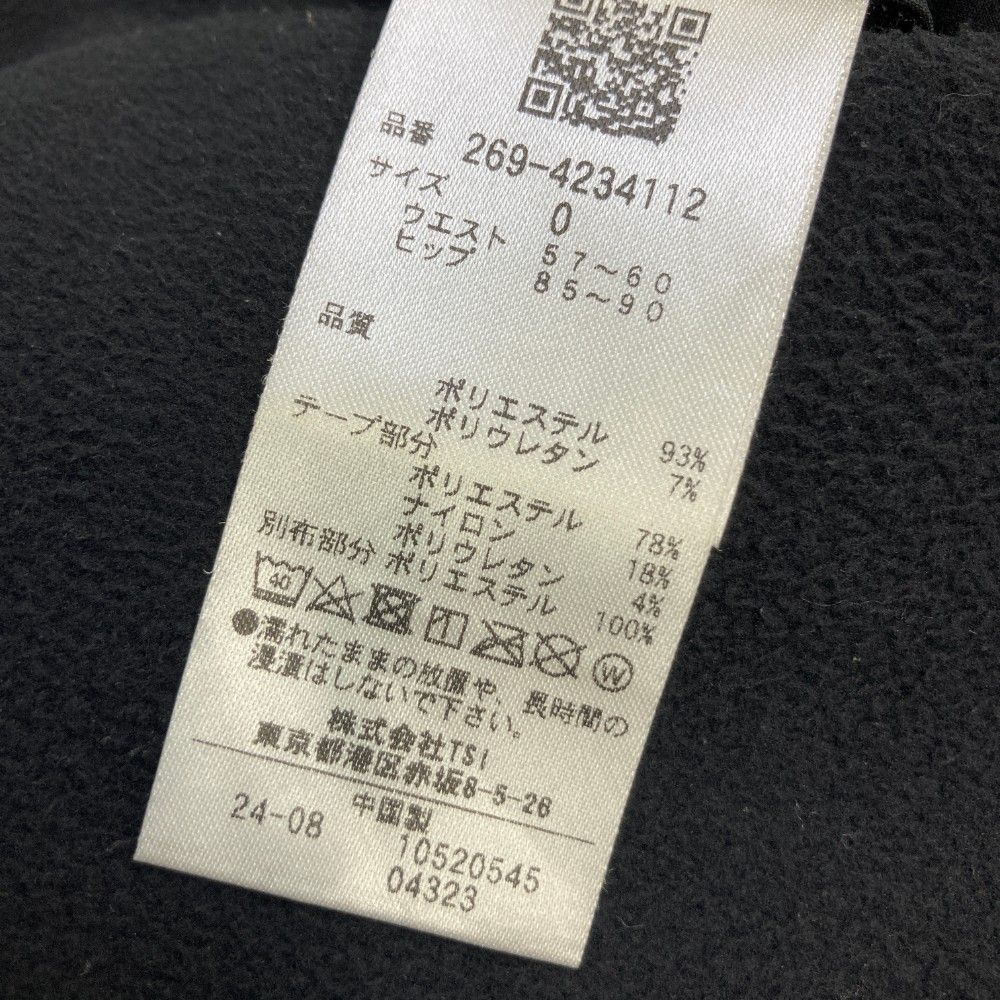 品番 269-4234112
サイズ 0
ウエスト 57～60
ヒップ 85～90
品質
ポリエステル 93%
ポリウレタン 7%
テープ部分
ポリエステル 78%
ナイロン 18%
ポリウレタン 4%
別布部分 ポリエステル 100%
40 W
●濡れたままの放置や、長時間の
浸漬はしないで下さい。
株式会社TSI
東京都港区赤坂8-5-26
中国製
24-08 10520545
04323